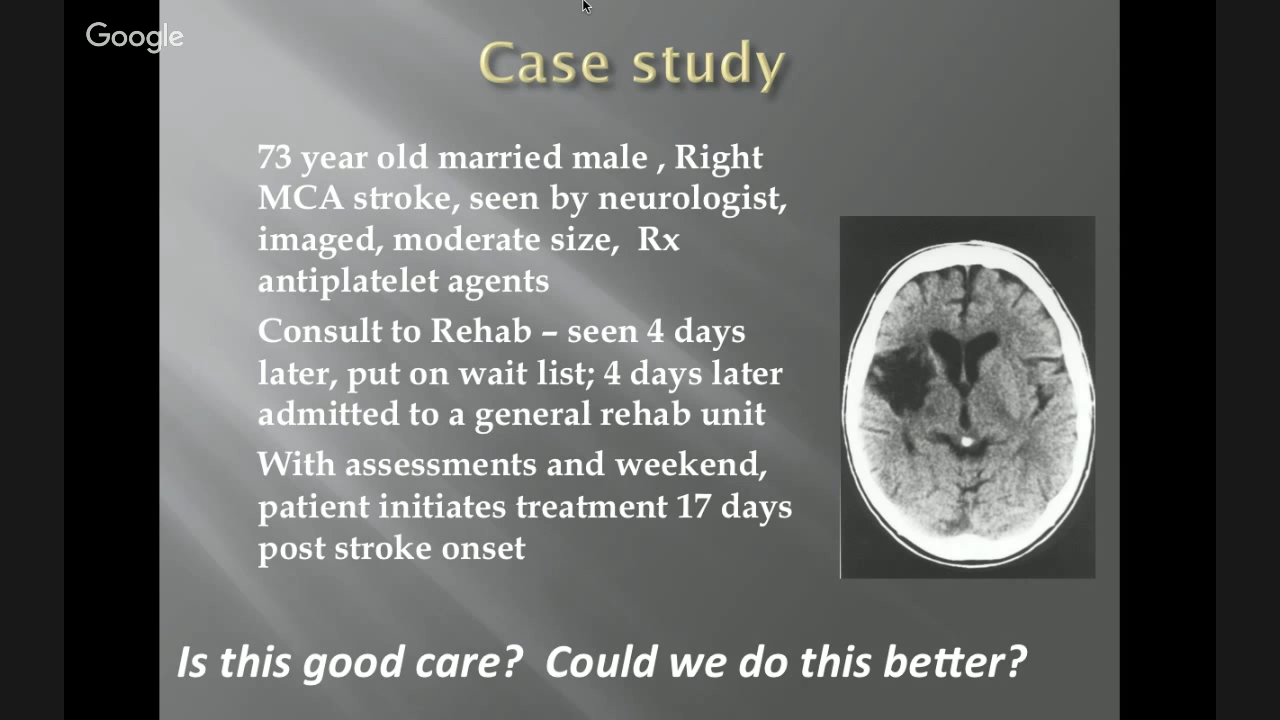 Google
Case study
73 year old married male , Right
MCA stroke, seen by neurologist,
imaged, moderate size,  Rx
antiplatelet agents
Consult to Rehab – seen 4 days
later, put on wait list; 4 days later
admitted to a general rehab unit
With assessments and weekend,
patient initiates treatment 17 days
post stroke onset
Is this good care?  Could we do this better?